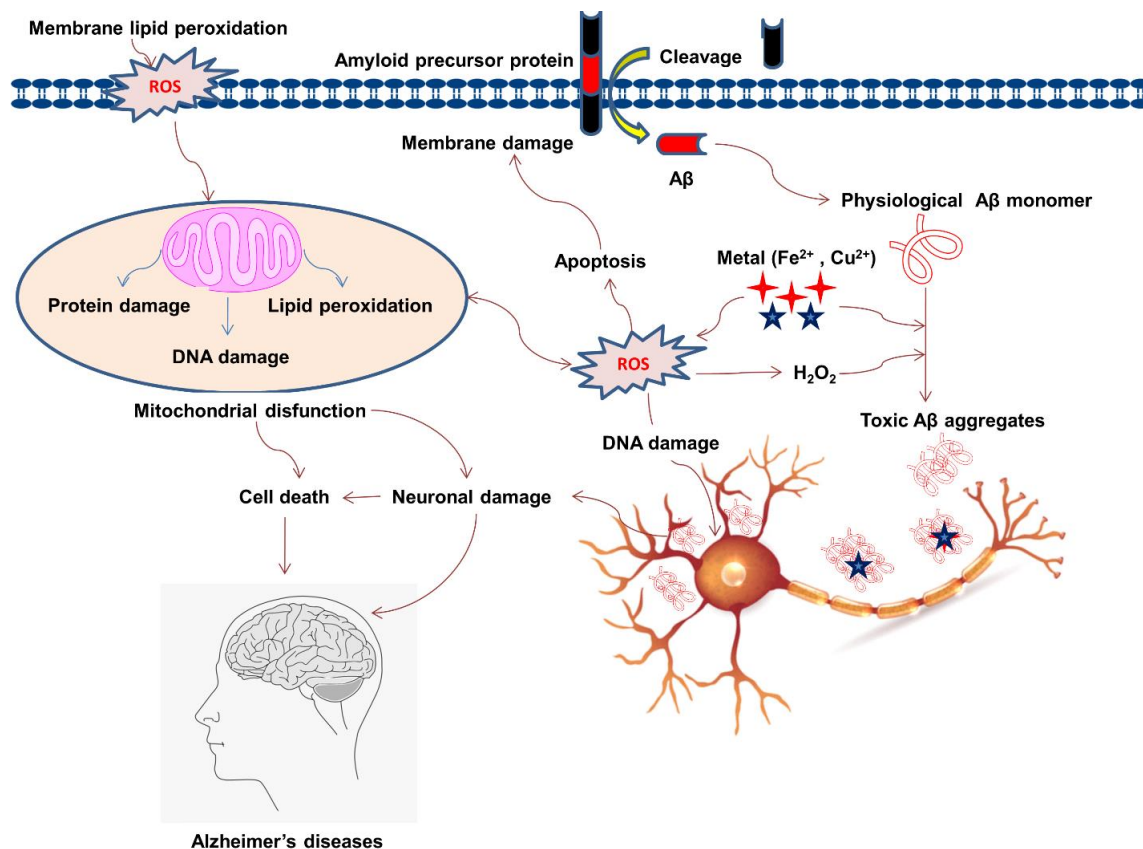 Membrane lipid peroxidation
ROS
Amyloid precursor protein
Cleavage
Membrane damage
Aβ
Physiological Aβ monomer
Apoptosis
Metal (Fe²⁺ , Cu²⁺)
Protein damage
Lipid peroxidation
DNA damage
ROS
H₂O₂
Mitochondrial disfunction
DNA damage
Toxic Aβ aggregates
Cell death
Neuronal damage
Alzheimer's diseases